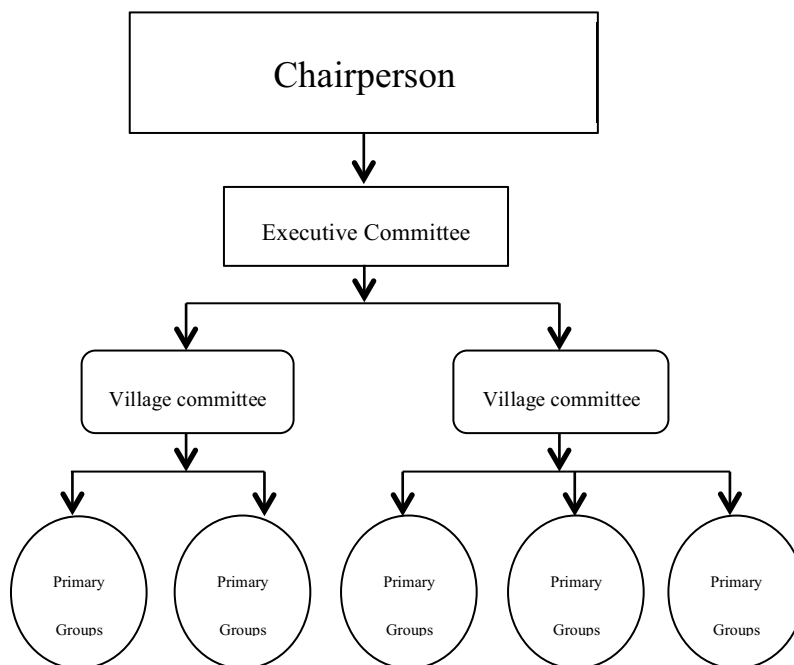 Chairperson
Executive Committee
Village committee
Village committee
Primary
Groups
Primary
Groups
Primary
Groups
Primary
Groups
Primary
Groups